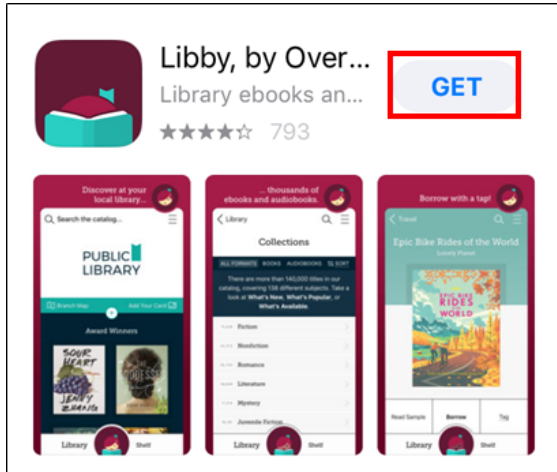 Libby, by Over...
Library ebooks an...
GET
793
Discover at your
local library...
Search the catalog...
PUBLIC
LIBRARY
Branch Map
Add Your Card
Award Winners
SOUR
HEART
JENNY
ZHANG
Library
Shelf
... thousands of
ebooks and audiobooks.
Library
Collections
ALL FORMATS BOOKS AUDIOBOOKS SORT
There are more than 140,000 titles in our
catalog, covering 138 different subjects. Take a
look at What's New, What's Popular, or
What's Available.
Fiction
Nonfiction
Romance
Literature
Mystery
Juvenile Fiction
Library
Shelf
Borrow with a tap!
Travel
Epic Bike Rides of the World
Lonely Planet
EPIC BIKE
RIDES
OF THE
WORLD
Read Sample
Borrow
Tag
Library
Shelf